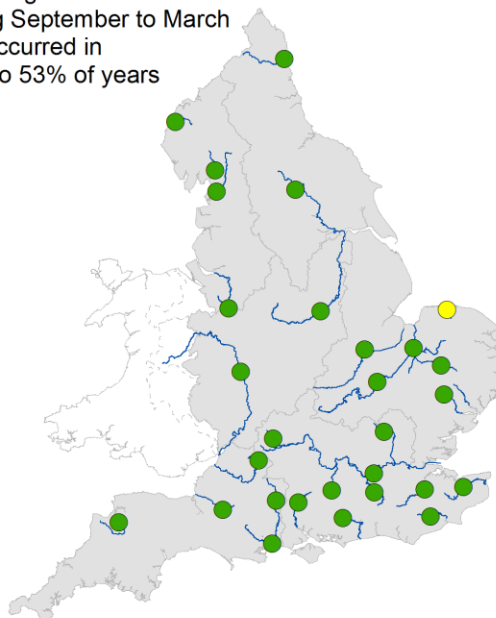 September to March
ccurred in
o 53% of years